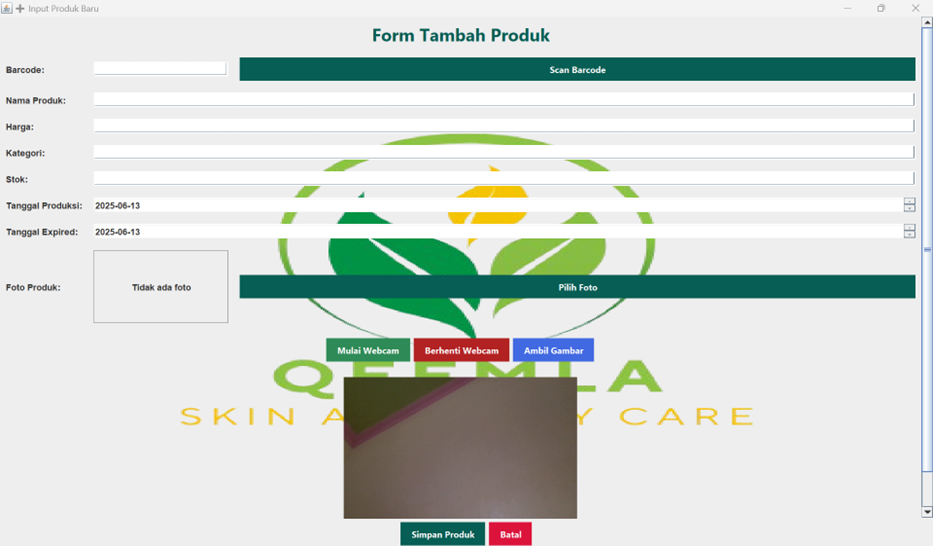 Input Produk Baru
Form Tambah Produk
Barcode:
Scan Barcode
Nama Produk:
Harga:
Kategori:
Stok:
Tanggal Produksi: 2025-06-13
Tanggal Expired: 2025-06-13
Foto Produk:
Tidak ada foto
Pilih Foto
Mulai Webcam Berhenti Webcam Ambil Gambar
QEEMLA
SKIN A Y CARE
Simpan Produk Batal